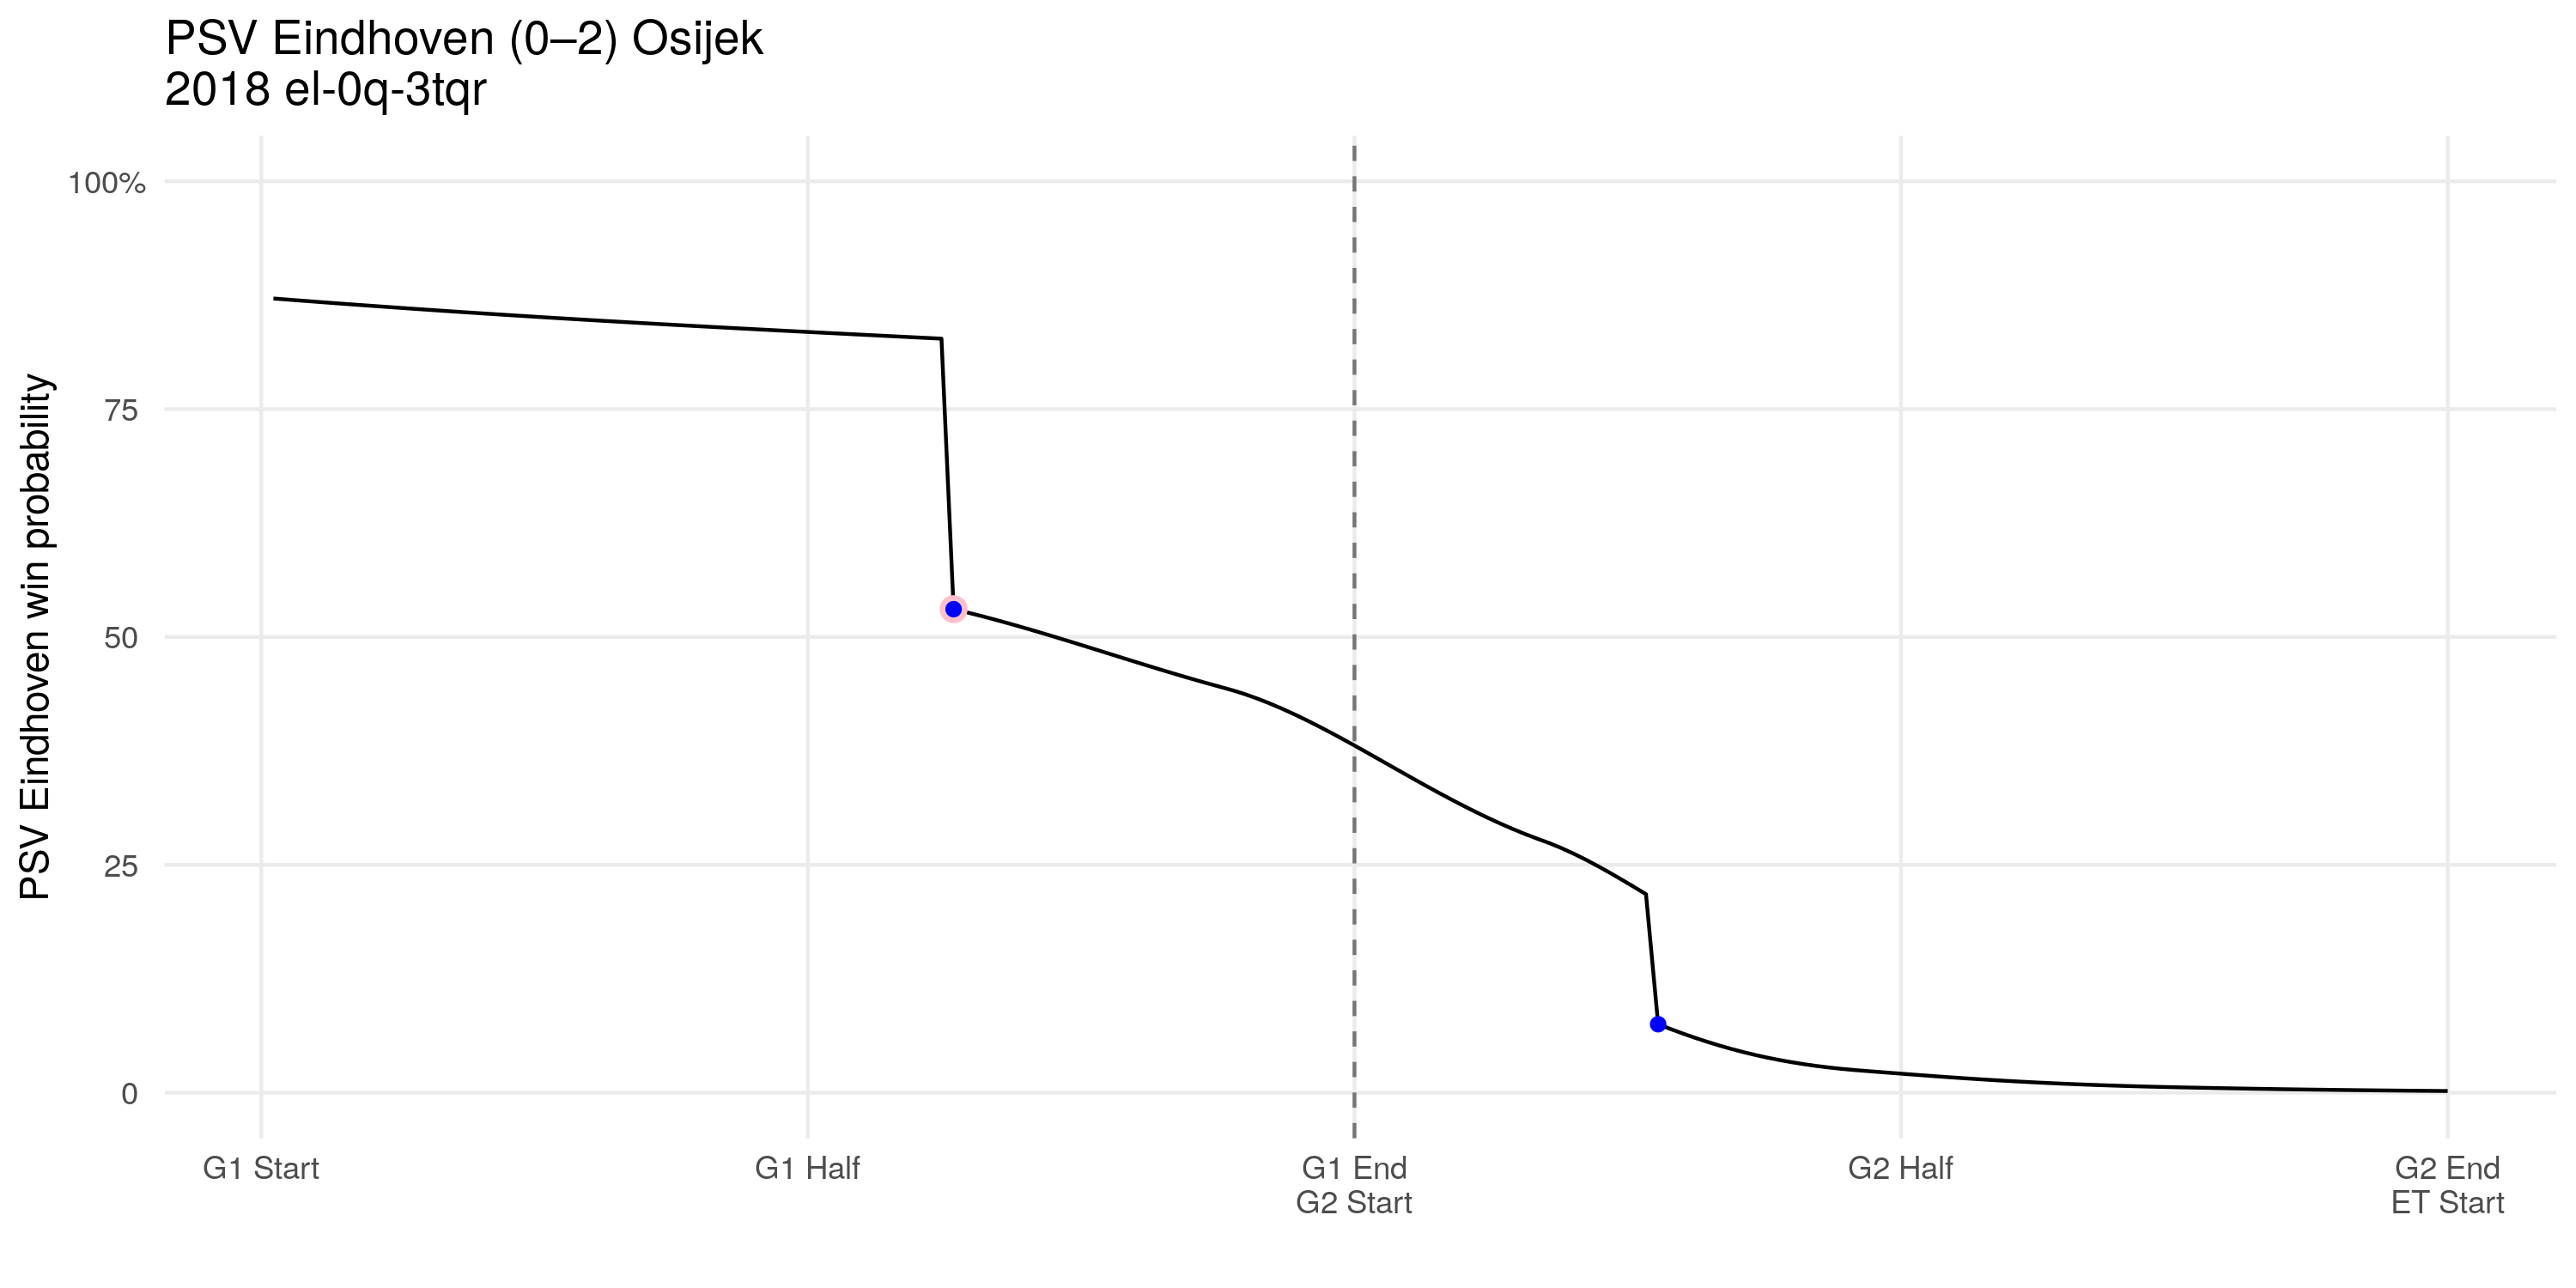 PSV Eindhoven (0–2) Osijek
2018 el-0q-3tqr
PSV Eindhoven win probability
100%
75
50
25
0
G1 Start
G1 Half
G1 End
G2 Start
G2 Half
G2 End
ET Start